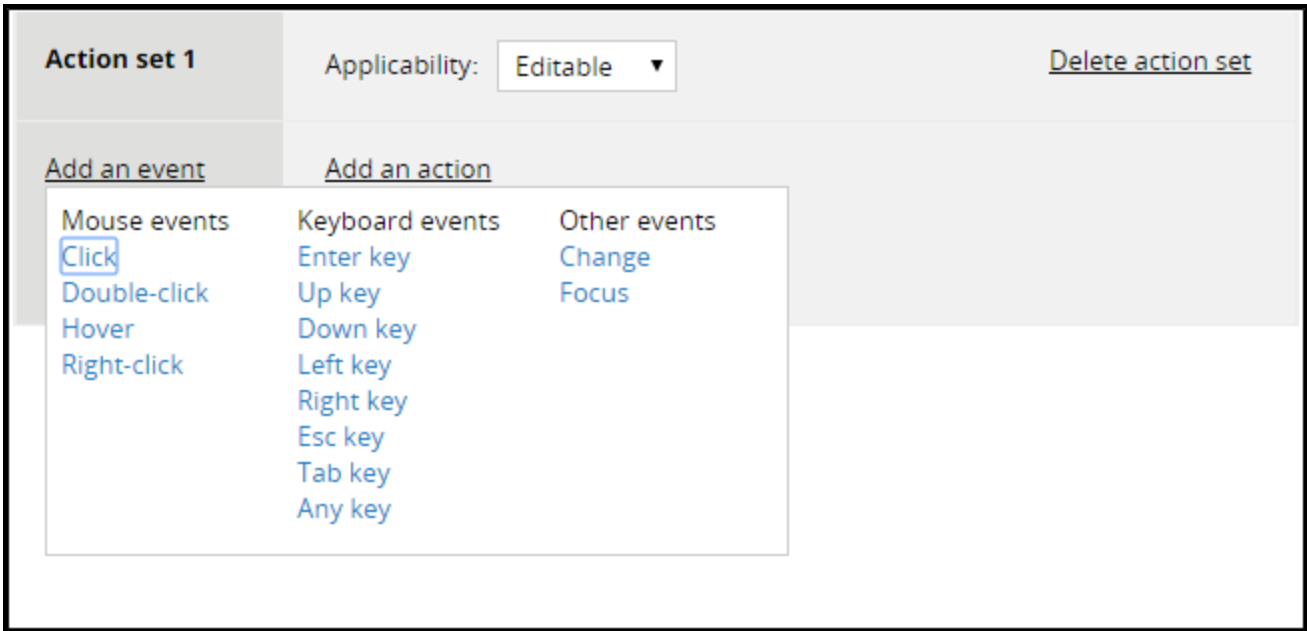 Action set 1
Applicability:
Editable
Delete action set
Add an event
Add an action
Mouse events
Click
Double-click
Hover
Right-click
Keyboard events
Enter key
Up key
Down key
Left key
Right key
Esc key
Tab key
Any key
Other events
Change
Focus